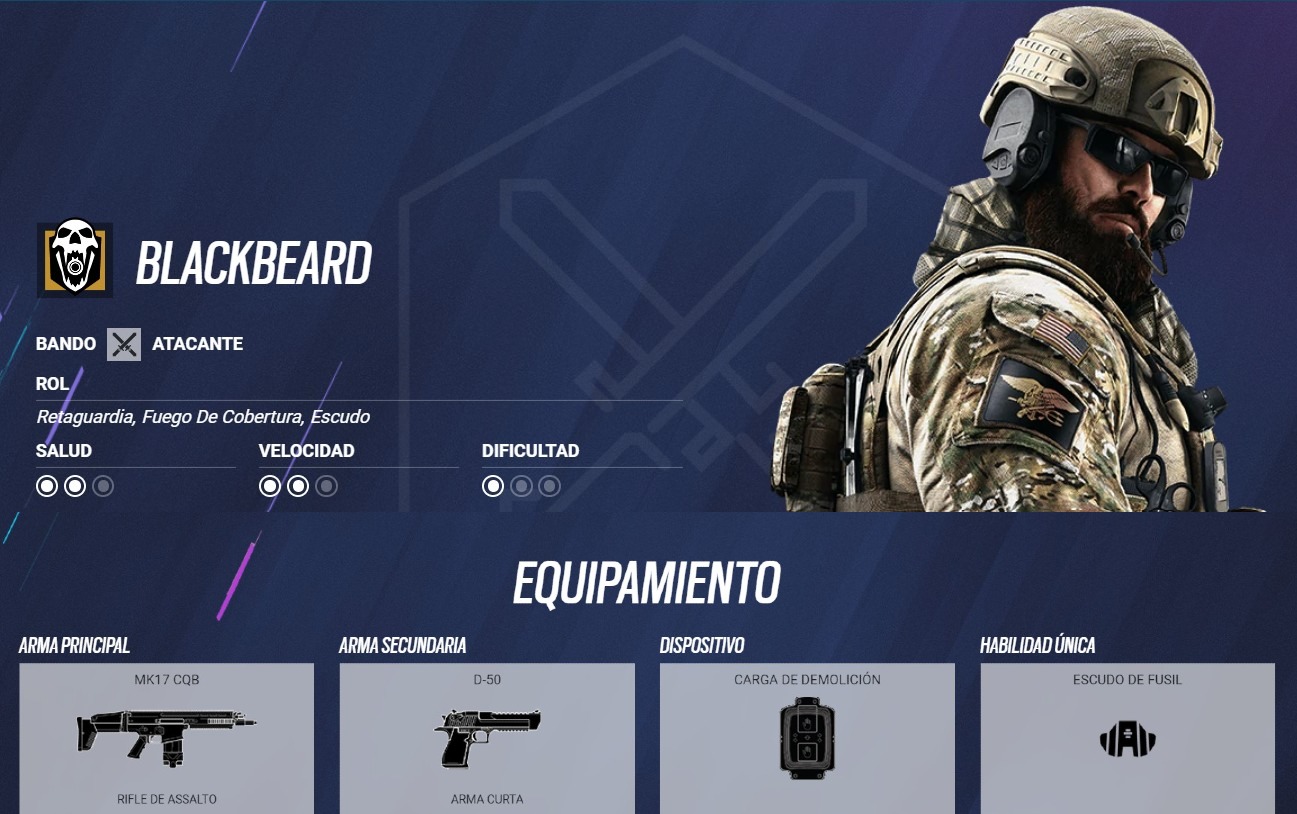 BLACKBEARD
BANDO ATACANTE
ROL
Retaguardia, Fuego De Cobertura, Escudo
SALUD VELOCIDAD DIFICULTAD
EQUIPAMIENTO
ARMA PRINCIPAL ARMA SECUNDARIA DISPOSITIVO HABILIDAD ÚNICA
MK17 CQB D-50 CARGA DE DEMOLICIÓN ESCUDO DE FUSIL
RIFLE DE ASSALTO ARMA CURTA